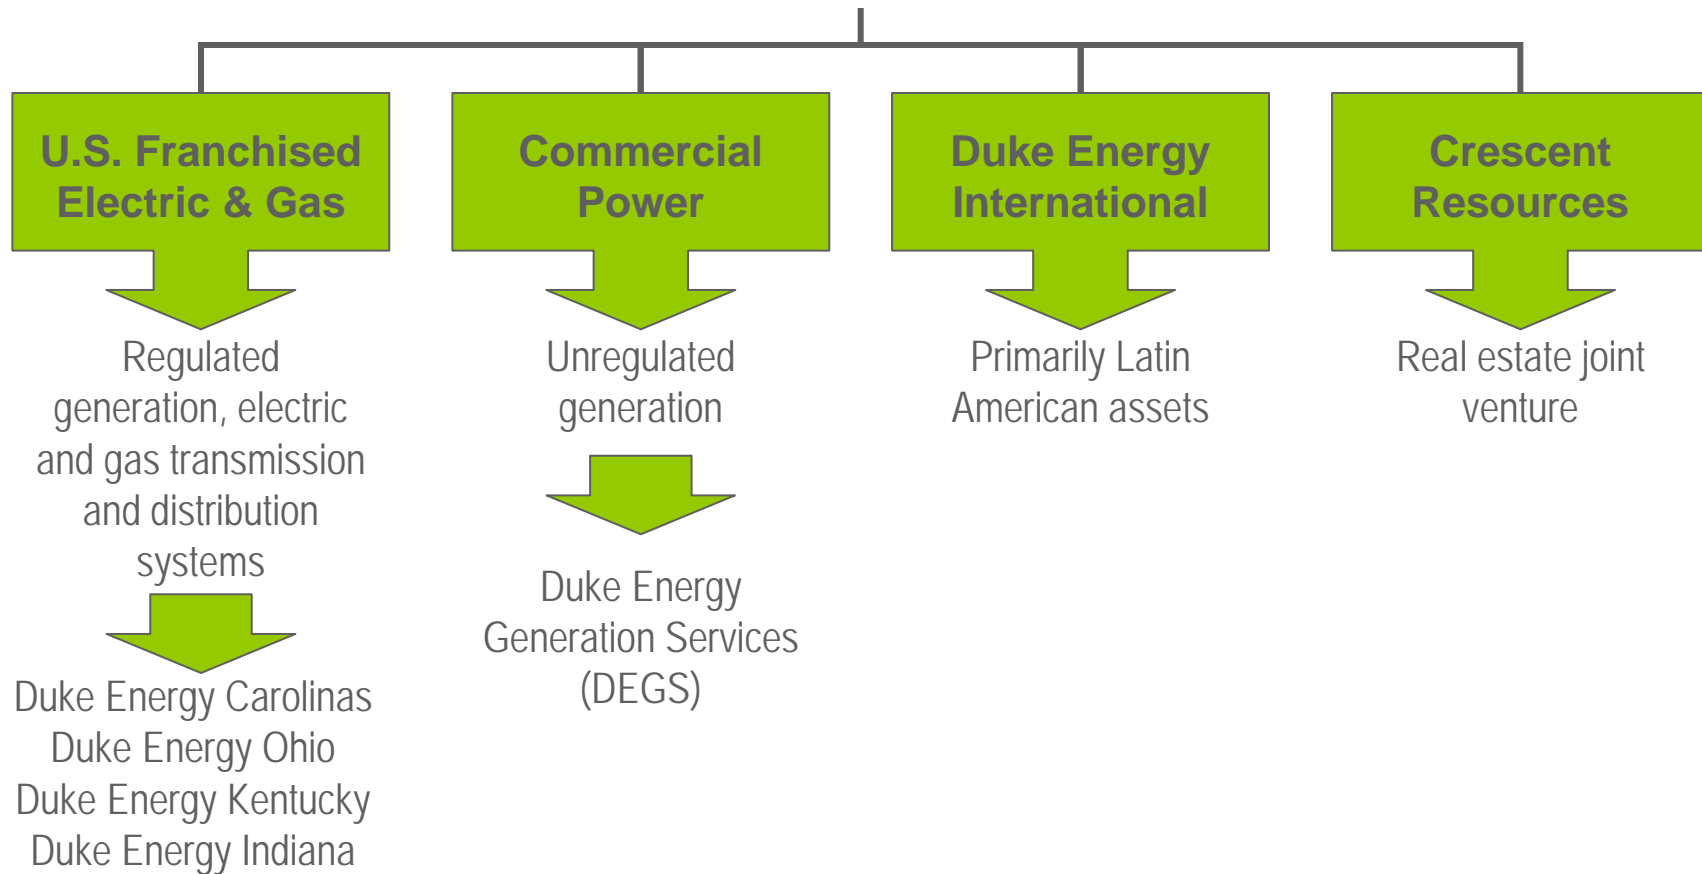 U.S. Franchised
Electric & Gas
Regulated
generation, electric
and gas transmission
and distribution
systems
Duke Energy Carolinas
Duke Energy Ohio
Duke Energy Kentucky
Duke Energy Indiana
Commercial
Power
Unregulated
generation
Duke Energy
Generation Services
(DEGS)
Duke Energy
International
Primarily Latin
American assets
Crescent
Resources
Real estate joint
venture